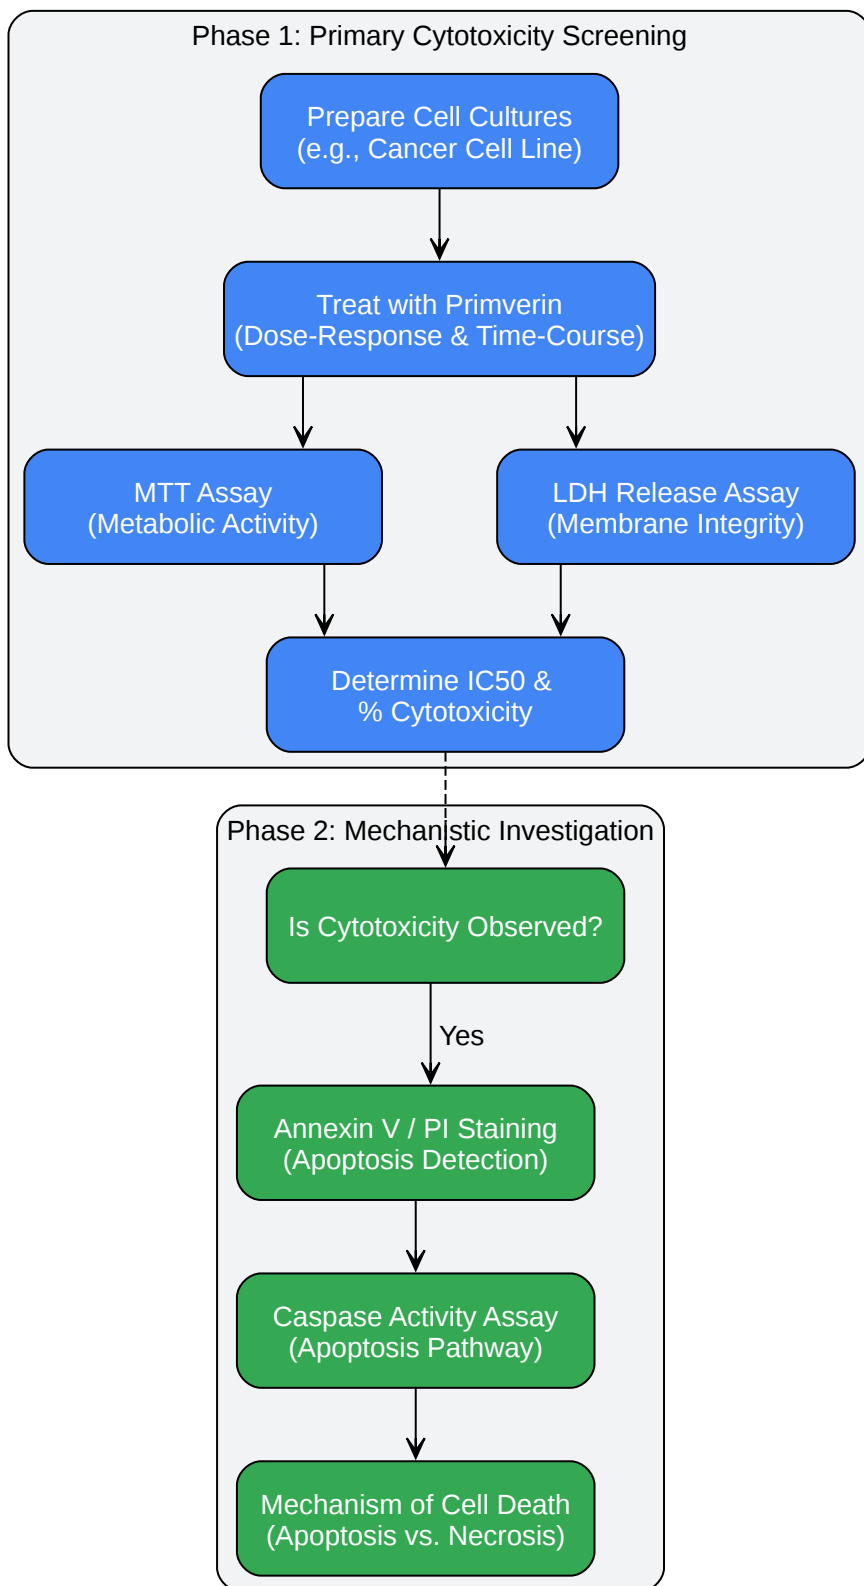 Phase 1: Primary Cytotoxicity Screening
Prepare Cell Cultures
(e.g., Cancer Cell Line)
Treat with Primverin
(Dose-Response & Time-Course)
MTT Assay
(Metabolic Activity)
LDH Release Assay
(Membrane Integrity)
Determine IC50 &
% Cytotoxicity
Phase 2: Mechanistic Investigation
Is Cytotoxicity Observed?
Yes
Annexin V / PI Staining
(Apoptosis Detection)
Caspase Activity Assay
(Apoptosis Pathway)
Mechanism of Cell Death
(Apoptosis vs. Necrosis)